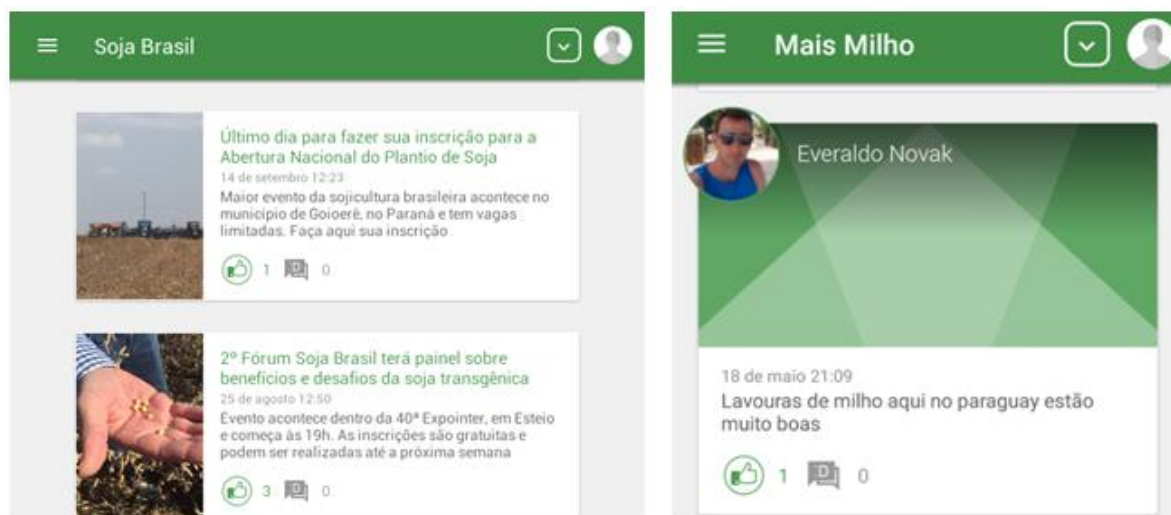 Soja Brasil
Último dia para fazer sua inscrição para a
Abertura Nacional do Plantio de Soja
14 de setembro 12:23
Maior evento da sojicultura brasileira acontece no
município de Goioerê, no Paraná e tem vagas
limitadas. Faça aqui sua inscrição
1 D 0
2º Fórum Soja Brasil terá painel sobre
benefícios e desafios da soja transgênica
25 de agosto 12:50
Evento acontece dentro da 40ª Expointer, em Esteio
e começa às 19h. As inscrições são gratuitas e
podem ser realizadas até a próxima semana
3 D 0
Mais Milho
Everaldo Novak
18 de maio 21:09
Lavouras de milho aqui no paraguay estão
muito boas
1 D 0